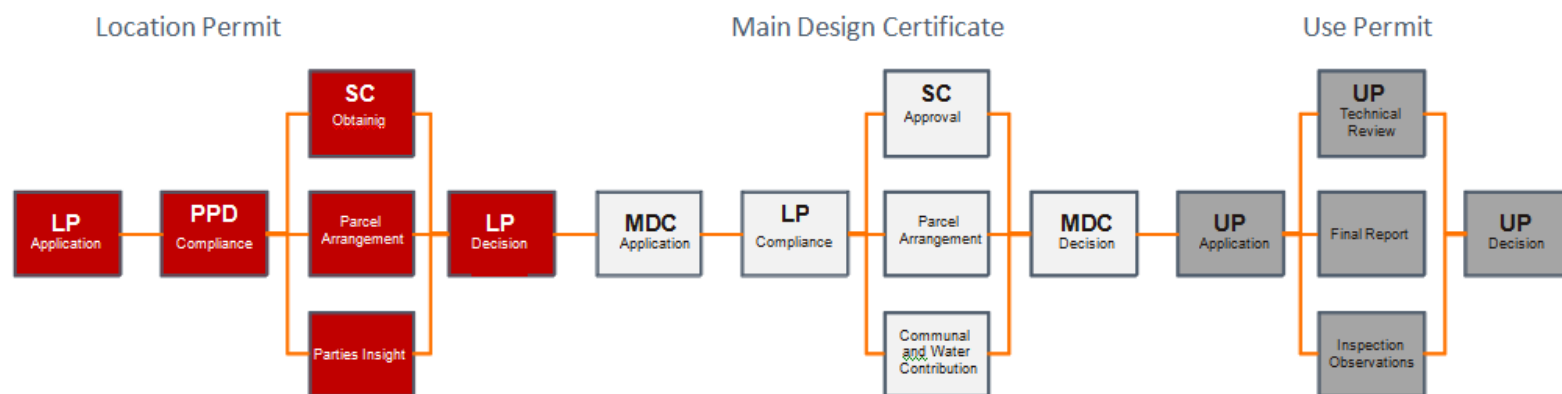 Location Permit
Main Design Certificate
Use Permit
SC
Obtainig
LP
Application
PPD
Compliance
Parcel
Arrangement
LP
Decision
Parties Insight
SC
Approval
MDC
Application
LP
Compliance
Parcel
Arrangement
MDC
Decision
Communal
and Water
Contribution
UP
Technical
Review
UP
Application
Final Report
UP
Decision
Inspection
Observations